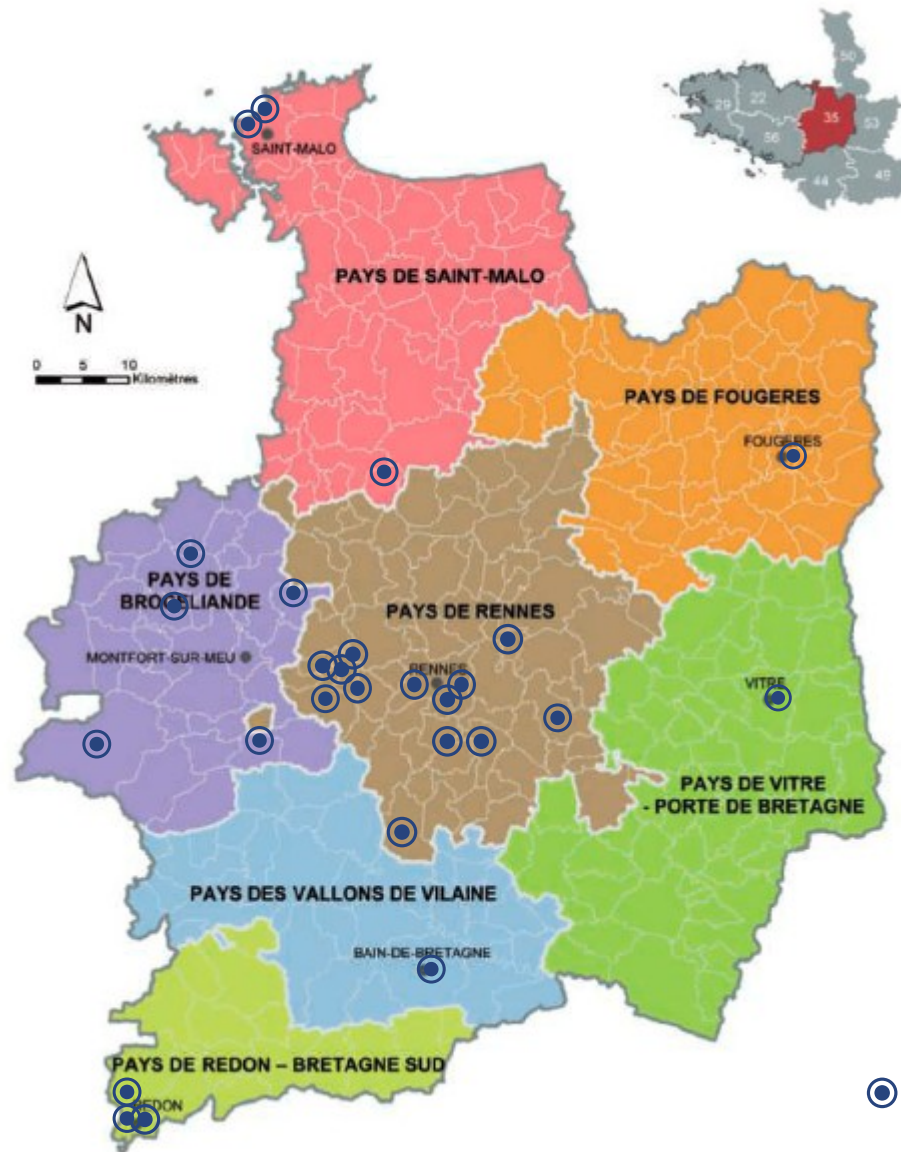 50
29
22
35
53
56
44
49
SAINT-MALO
PAYS DE SAINT-MALO
N
0 5 10
Kilomètres
PAYS DE FOUGERES
FOUGERES
PAYS DE
BROCELIANDE
PAYS DE RENNES
MONTFORT-SUR-MEU
RENNES
VITRE
PAYS DE VITRE
- PORTE DE BRETAGNE
PAYS DES VALLONS DE VILAINE
BAIN-DE-BRETAGNE
PAYS DE REDON – BRETAGNE SUD
REDON